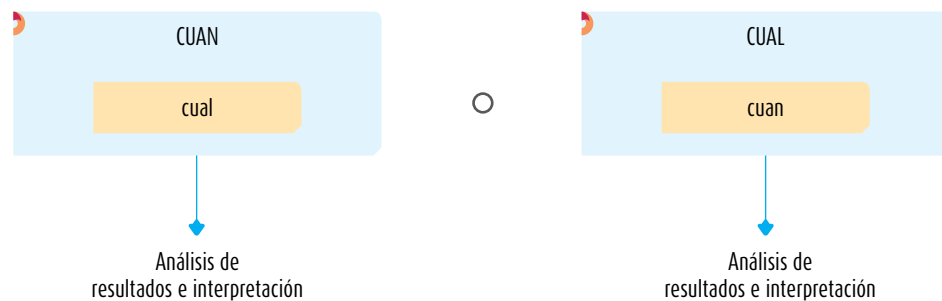 CUAN
cual
Análisis de
resultados e interpretación
O
CUAL
cuan
Análisis de
resultados e interpretación